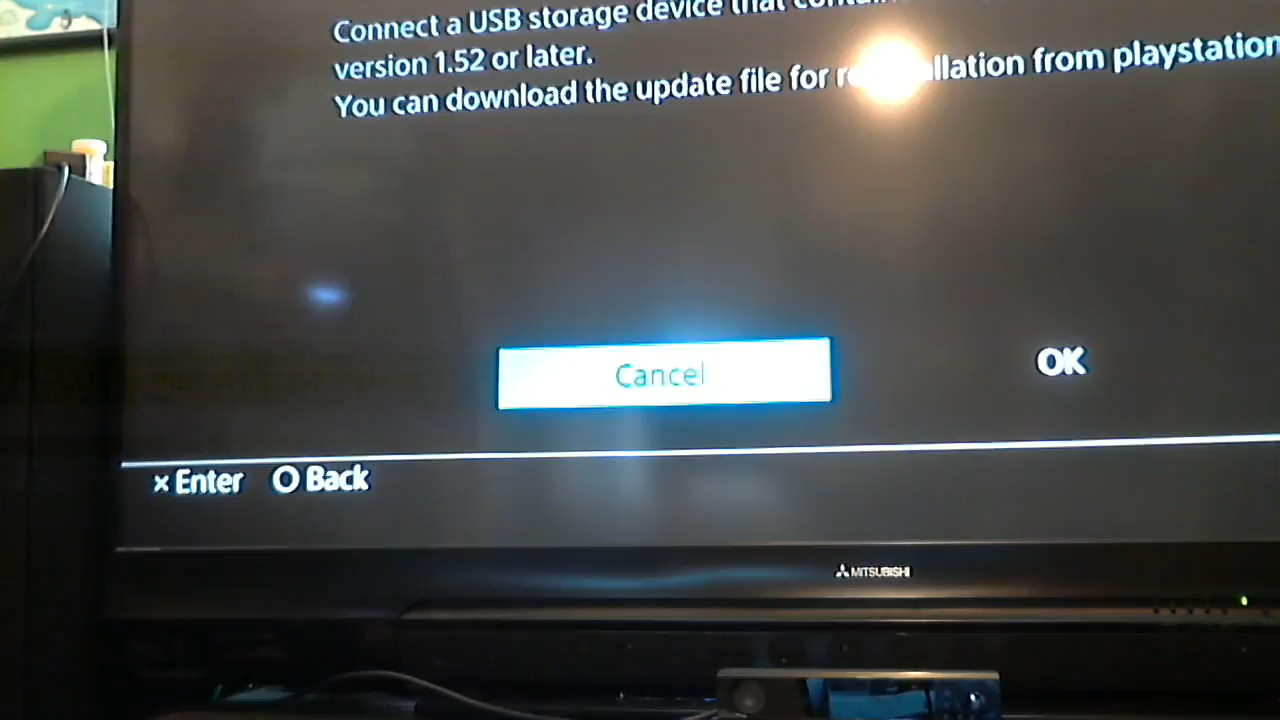 Connect a USB storage device that
version 1.52 or later.
You can download the update file for from playstation
Cancel
OK
× Enter O Back
MITSUBISHI